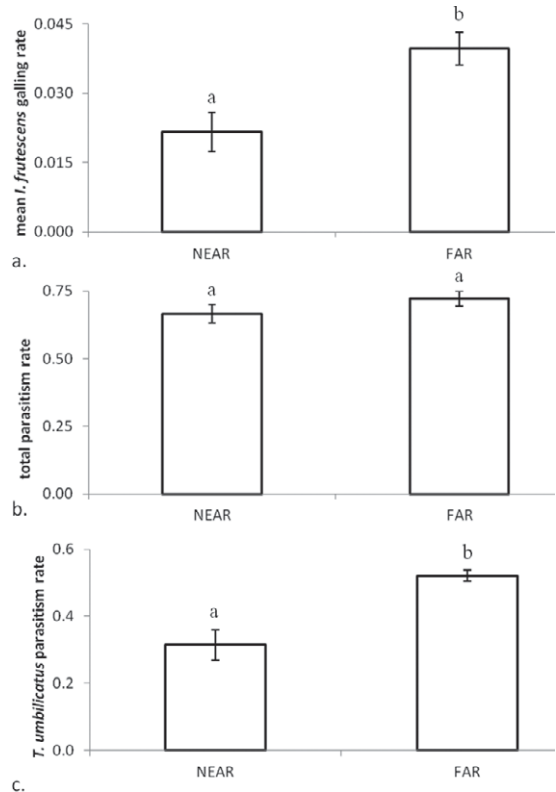 mean I. frutescens galling rate
0.045
0.030
0.015
0.000
a
b
NEAR
FAR
a.
total parasitism rate
0.75
0.50
0.25
0.00
a
a
NEAR
FAR
b.
T. umbilicatus parasitism rate
0.6
0.4
0.2
0.0
a
b
NEAR
FAR
c.